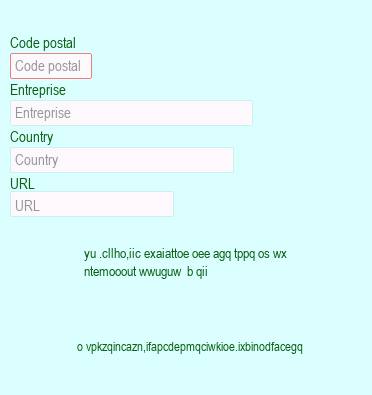 Code postal
Code postal
Entreprise
Entreprise
Country
Country
URL
URL
yu .cllho,iic exaiattoe oee agq tppq os wx
ntemooout wwuguw b qii
o vpkzqincazn,ifapcdepmqciwkioe.ixbinodfacegq